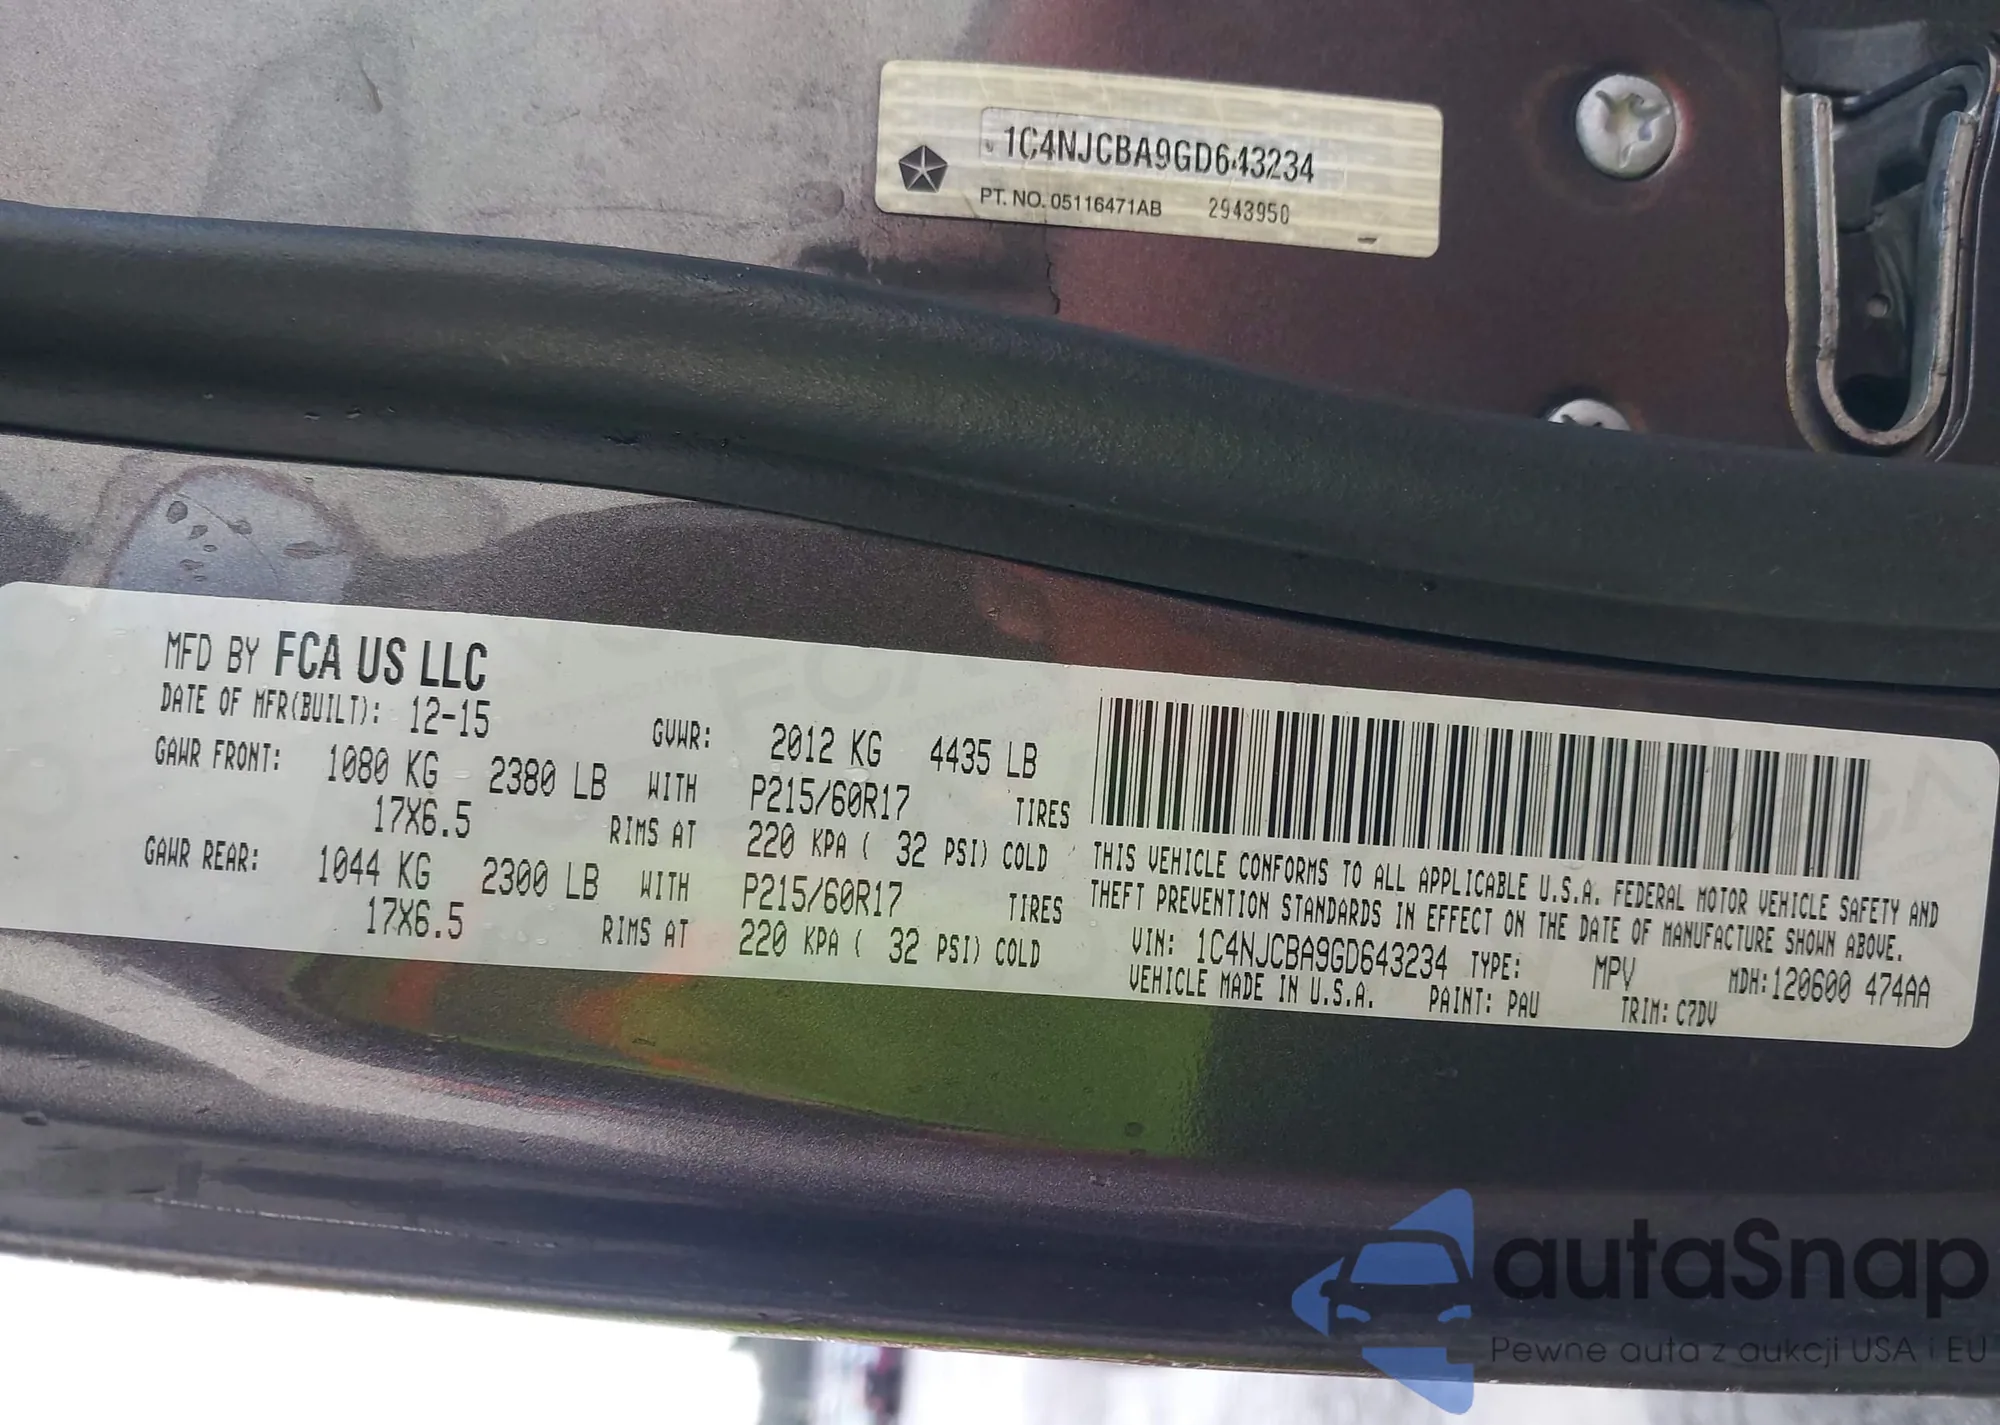 1C4NJCBA9GD643234
PT. NO. 05116471AB 2943950
MFD BY FCA US LLC
DATE OF MFR(BUILT): 12-15 GVWR: 2012 KG 4435 LB
GAWR FRONT: 1080 KG 2380 LB WITH P215/60R17 TIRES
17X6.5 RIMS AT 220 KPA ( 32 PSI) COLD
GAWR REAR: 1044 KG 2300 LB WITH P215/60R17 TIRES
17X6.5 RIMS AT 220 KPA ( 32 PSI) COLD
THIS VEHICLE CONFORMS TO ALL APPLICABLE U.S.A. FEDERAL MOTOR VEHICLE SAFETY AND
THEFT PREVENTION STANDARDS IN EFFECT ON THE DATE OF MANUFACTURE SHOWN ABOVE.
VIN: 1C4NJCBA9GD643234 TYPE: MPV MDH:120600 474AA
VEHICLE MADE IN U.S.A. PAINT: PAU TRIM: C7DV
autaSnap
Pewne auta z aukcji USA i EU